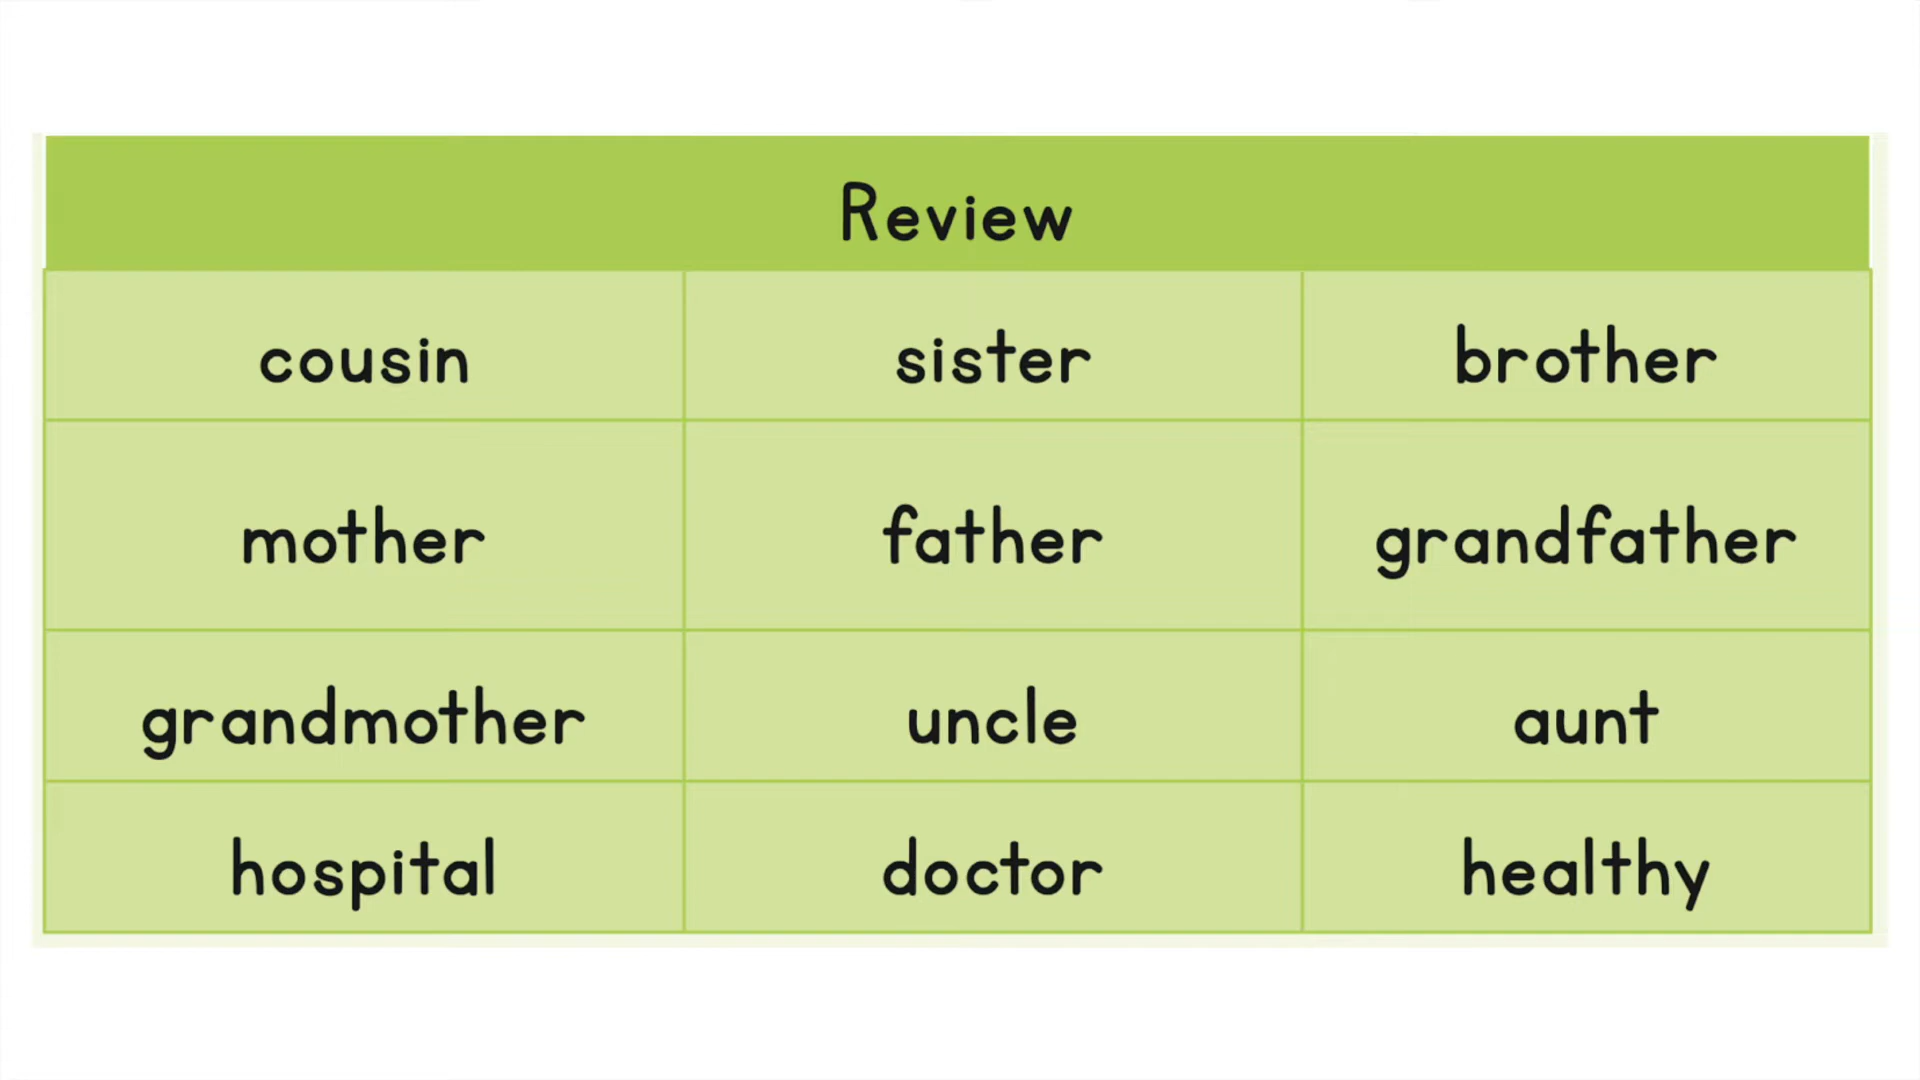 Review
cousin sister brother
mother father grandfather
grandmother uncle aunt
hospital doctor healthy